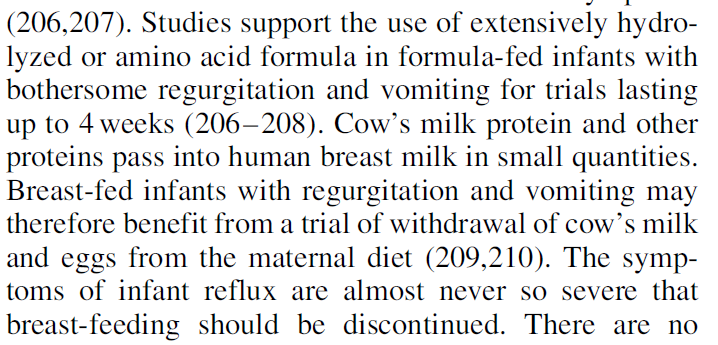 (206,207). Studies support the use of extensively hydro-
lyzed or amino acid formula in formula-fed infants with
bothersome regurgitation and vomiting for trials lasting
up to 4 weeks (206–208). Cow's milk protein and other
proteins pass into human breast milk in small quantities.
Breast-fed infants with regurgitation and vomiting may
therefore benefit from a trial of withdrawal of cow's milk
and eggs from the maternal diet (209,210). The symp-
toms of infant reflux are almost never so severe that
breast-feeding should be discontinued. There are no